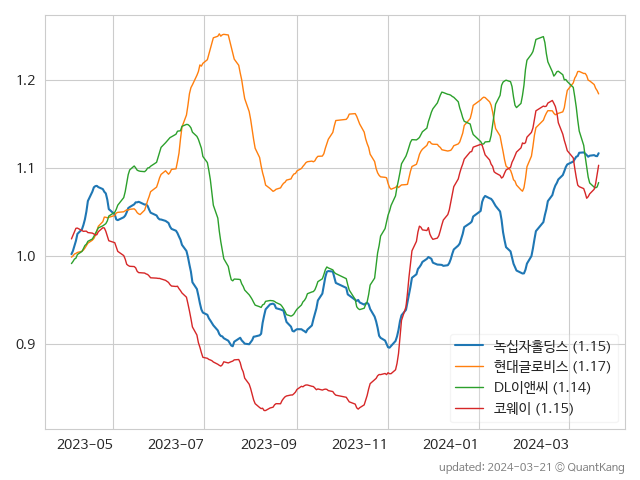 1.2
1.1
1.0
0.9
녹십자홀딩스 (1.15)
현대글로비스 (1.17)
DL이앤씨 (1.14)
코웨이 (1.15)
2023-05 2023-07 2023-09 2023-11 2024-01 2024-03
updated: 2024-03-21 © QuantKang